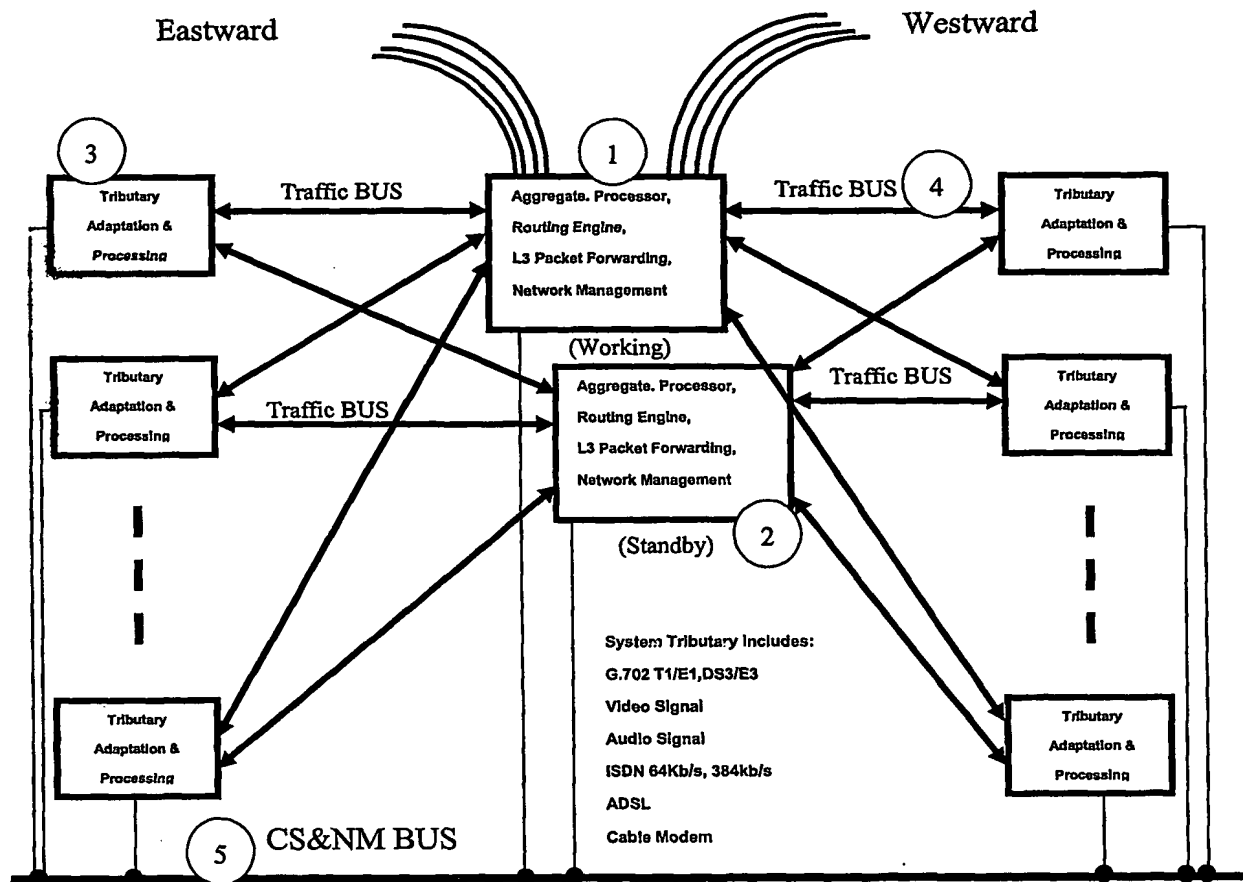 Eastward
Westward
3
1
4
Tributary
Adaptation &
Processing
Traffic BUS
Aggregate. Processor,
Routing Engine,
L3 Packet Forwarding,
Network Management
(Working)
Traffic BUS
Tributary
Adaptation &
Processing
Tributary
Adaptation &
Processing
Traffic BUS
Aggregate. Processor,
Routing Engine,
L3 Packet Forwarding,
Network Management
(Standby)
2
Traffic BUS
Tributary
Adaptation &
Processing
System Tributary Includes:
G.702 T1/E1,DS3/E3
Video Signal
Audio Signal
ISDN 64Kb/s, 384kb/s
ADSL
Cable Modem
Tributary
Adaptation &
Processing
Tributary
Adaptation &
Processing
5
CS&NM BUS